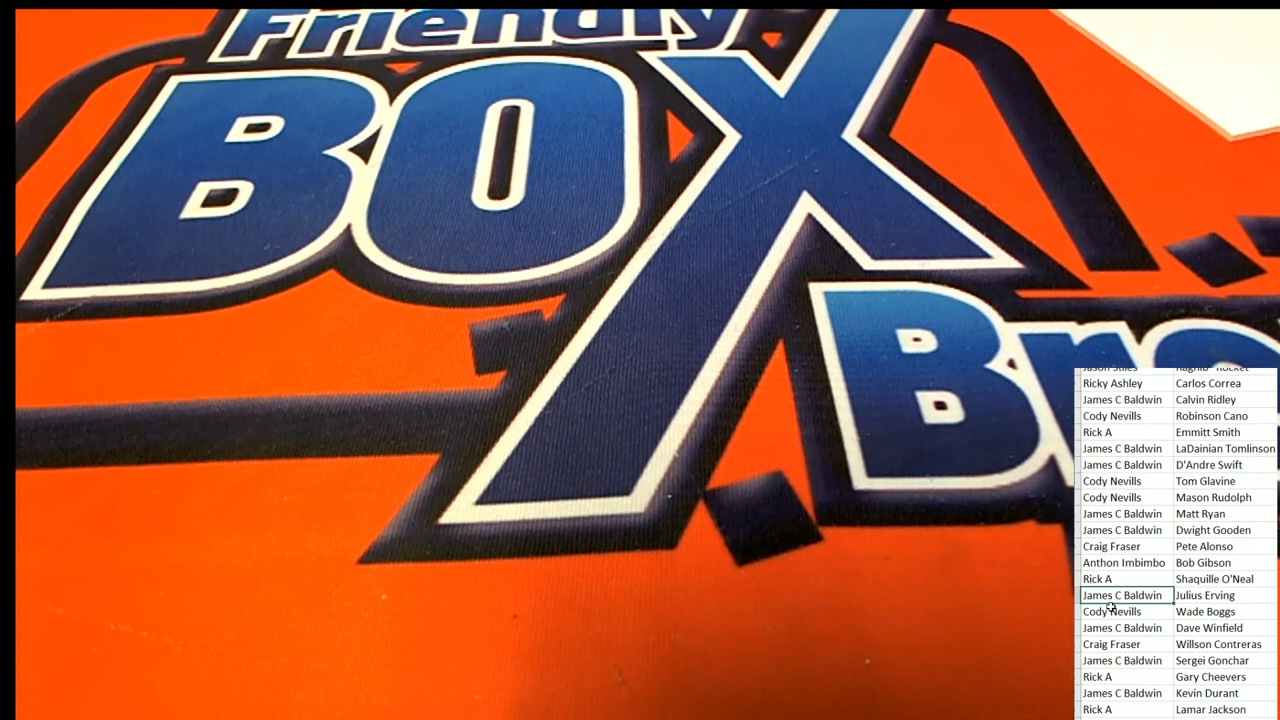 Friendly
BOX
Bre
Jason Stiles Raghib "Rocket"
Ricky Ashley Carlos Correa
James C Baldwin Calvin Ridley
Cody Nevills Robinson Cano
Rick A Emmitt Smith
James C Baldwin LaDainian Tomlinson
James C Baldwin D'Andre Swift
Cody Nevills Tom Glavine
Cody Nevills Mason Rudolph
James C Baldwin Matt Ryan
James C Baldwin Dwight Gooden
Craig Fraser Pete Alonso
Anthon Imbimbo Bob Gibson
Rick A Shaquille O'Neal
James C Baldwin Julius Erving
Cody Nevills Wade Boggs
James C Baldwin Dave Winfield
Craig Fraser Willson Contreras
James C Baldwin Sergei Gonchar
Rick A Gary Cheevers
James C Baldwin Kevin Durant
Rick A Lamar Jackson